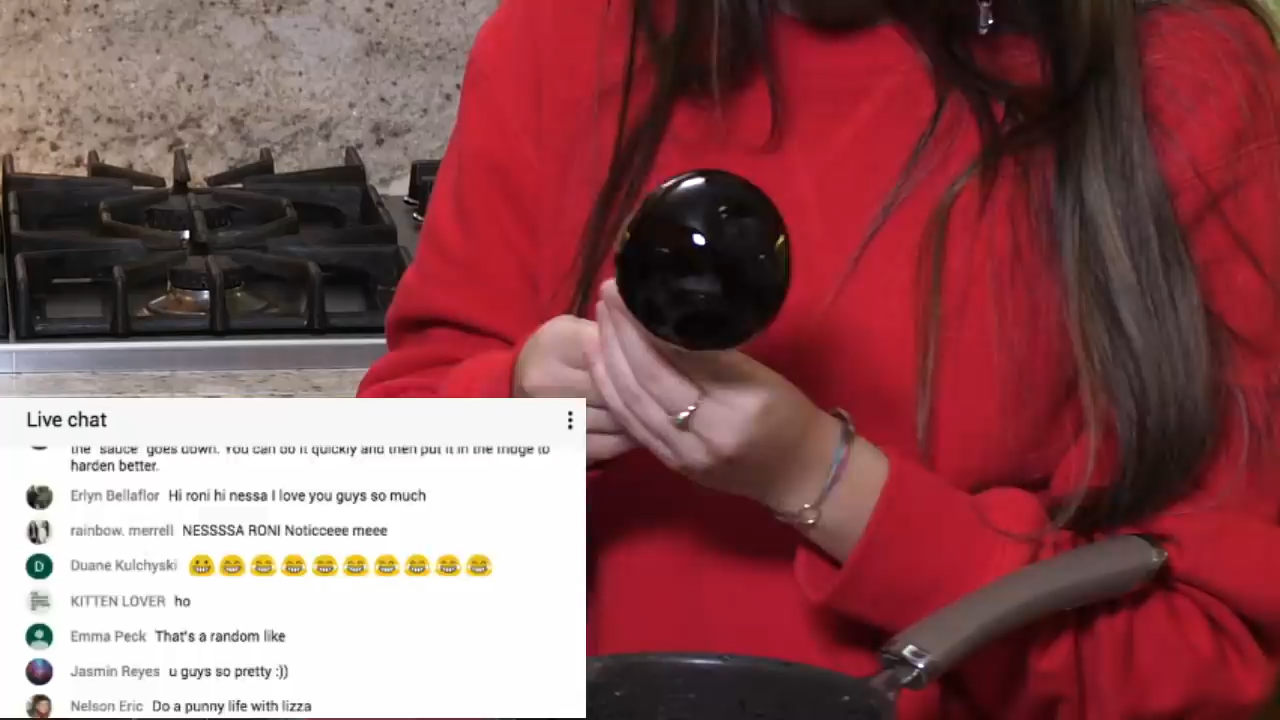 Live chat
the "sauce" goes down. You can do it quickly and then put it in the fridge to
harden better.
Erlyn Bellaflor Hi roni hi nessa I love you guys so much
rainbow. merrell NESSSSA RONI Noticceee meee
D Duane Kulchyski 😀😂😂😂😂😂😂😂😂😂
KITTEN LOVER ho
Emma Peck That's a random like
Jasmin Reyes u guys so pretty :))
Nelson Eric Do a punny life with lizza